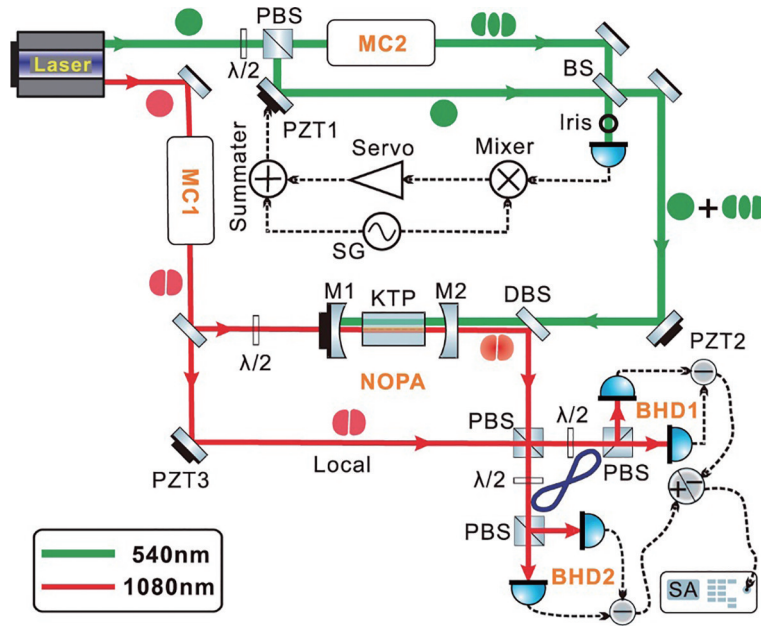 PBS
MC2
Laser
λ/2
BS
PZT1
Iris
Servo
Mixer
Summater
MC1
SG
M1
KTP
M2
DBS
λ/2
NOPA
PZT2
BHD1
PBS
λ/2
PZT3
Local
λ/2
PBS
PBS
BHD2
SA
540nm
1080nm